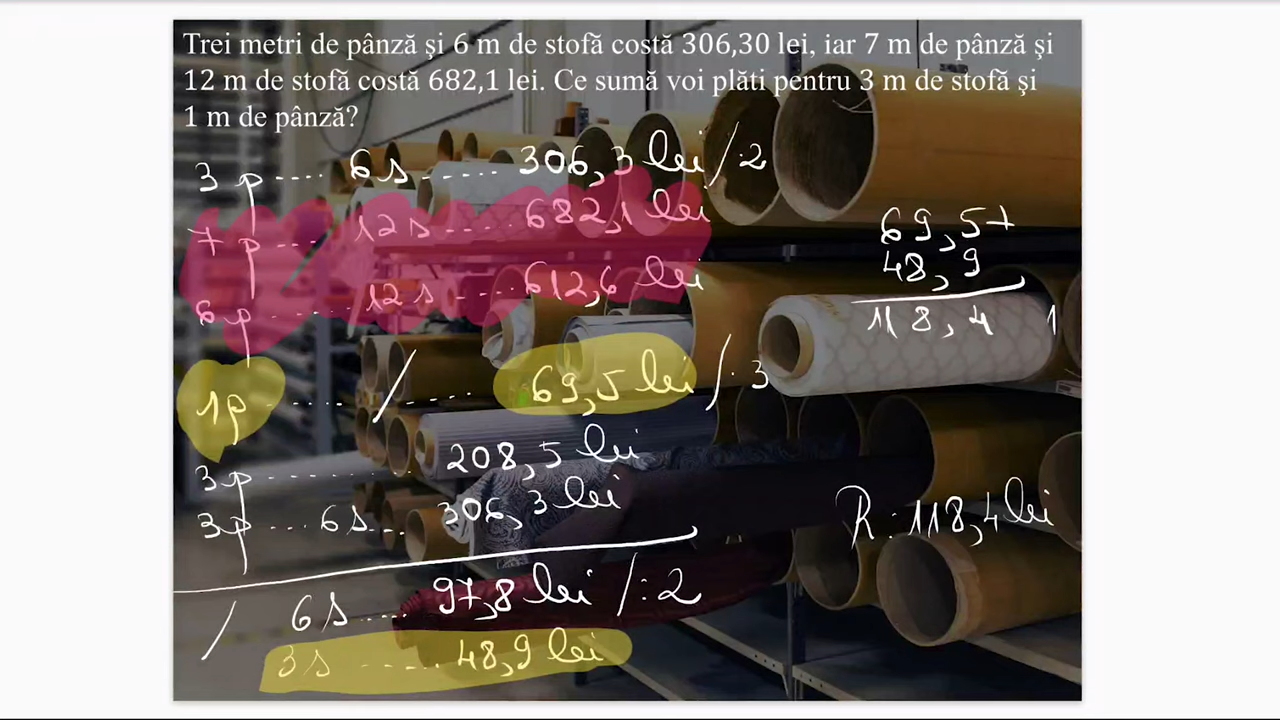 Trei metri de pânză şi 6 m de stofă costă 306,30 lei, iar 7 m de pânză şi
12 m de stofă costă 682,1 lei. Ce sumă voi plăti pentru 3 m de stofă şi
1 m de pânză?
3 p .... 6 s ...... 306,3 lei /:2
7 p .... 12 s .... 682,1 lei
6 p .... 12 s .... 612,6 lei
1 p ..... / ..... 69,5 lei /. 3
3 p ............ 208,5 lei
3 p ... 6 s ... 306,3 lei
/ 6 s .... 97,8 lei /:2
3 s ...... 48,9 lei
69,5+
48,9
118,4 1
R: 118,4 lei